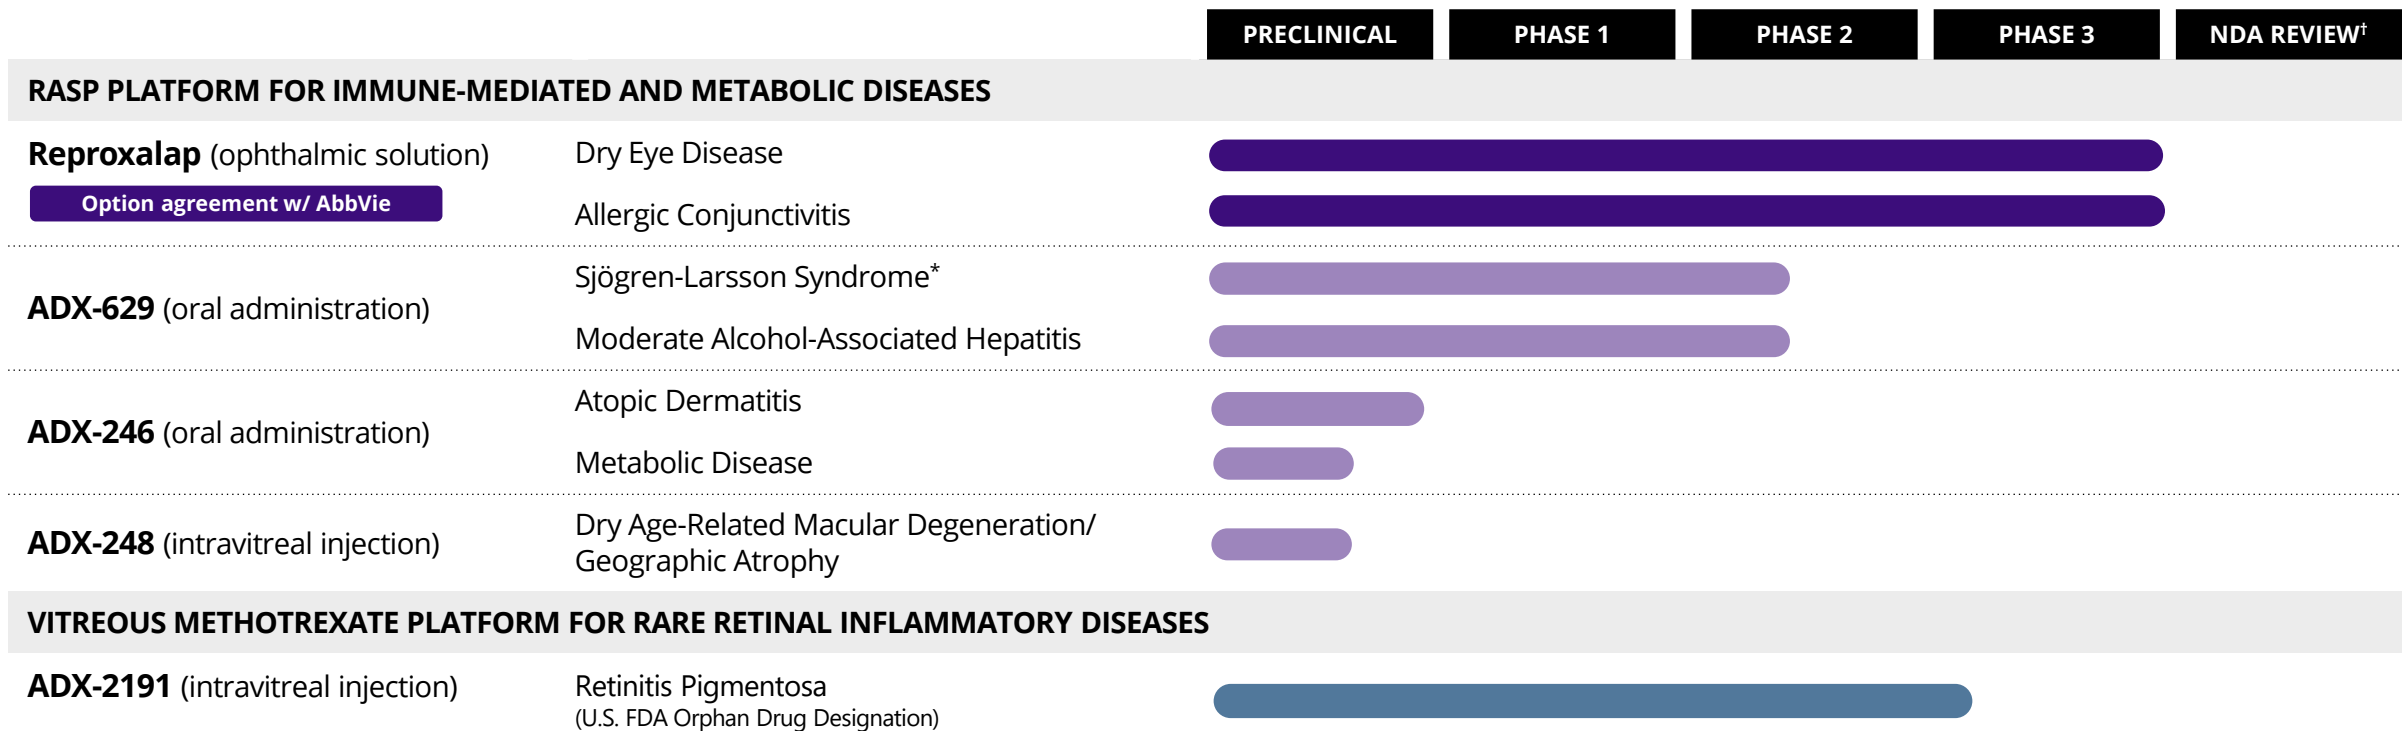 PRECLINICAL PHASE 1 PHASE 2 PHASE 3 NDA REVIEW†
RASP PLATFORM FOR IMMUNE-MEDIATED AND METABOLIC DISEASES
Reproxalap (ophthalmic solution) Dry Eye Disease
Option agreement w/ AbbVie
Allergic Conjunctivitis
Sjögren-Larsson Syndrome*
ADX-629 (oral administration)
Moderate Alcohol-Associated Hepatitis
Atopic Dermatitis
ADX-246 (oral administration)
Metabolic Disease
Dry Age-Related Macular Degeneration/
ADX-248 (intravitreal injection)
Geographic Atrophy
VITREOUS METHOTREXATE PLATFORM FOR RARE RETINAL INFLAMMATORY DISEASES
ADX-2191 (intravitreal injection) Retinitis Pigmentosa
(U.S. FDA Orphan Drug Designation)